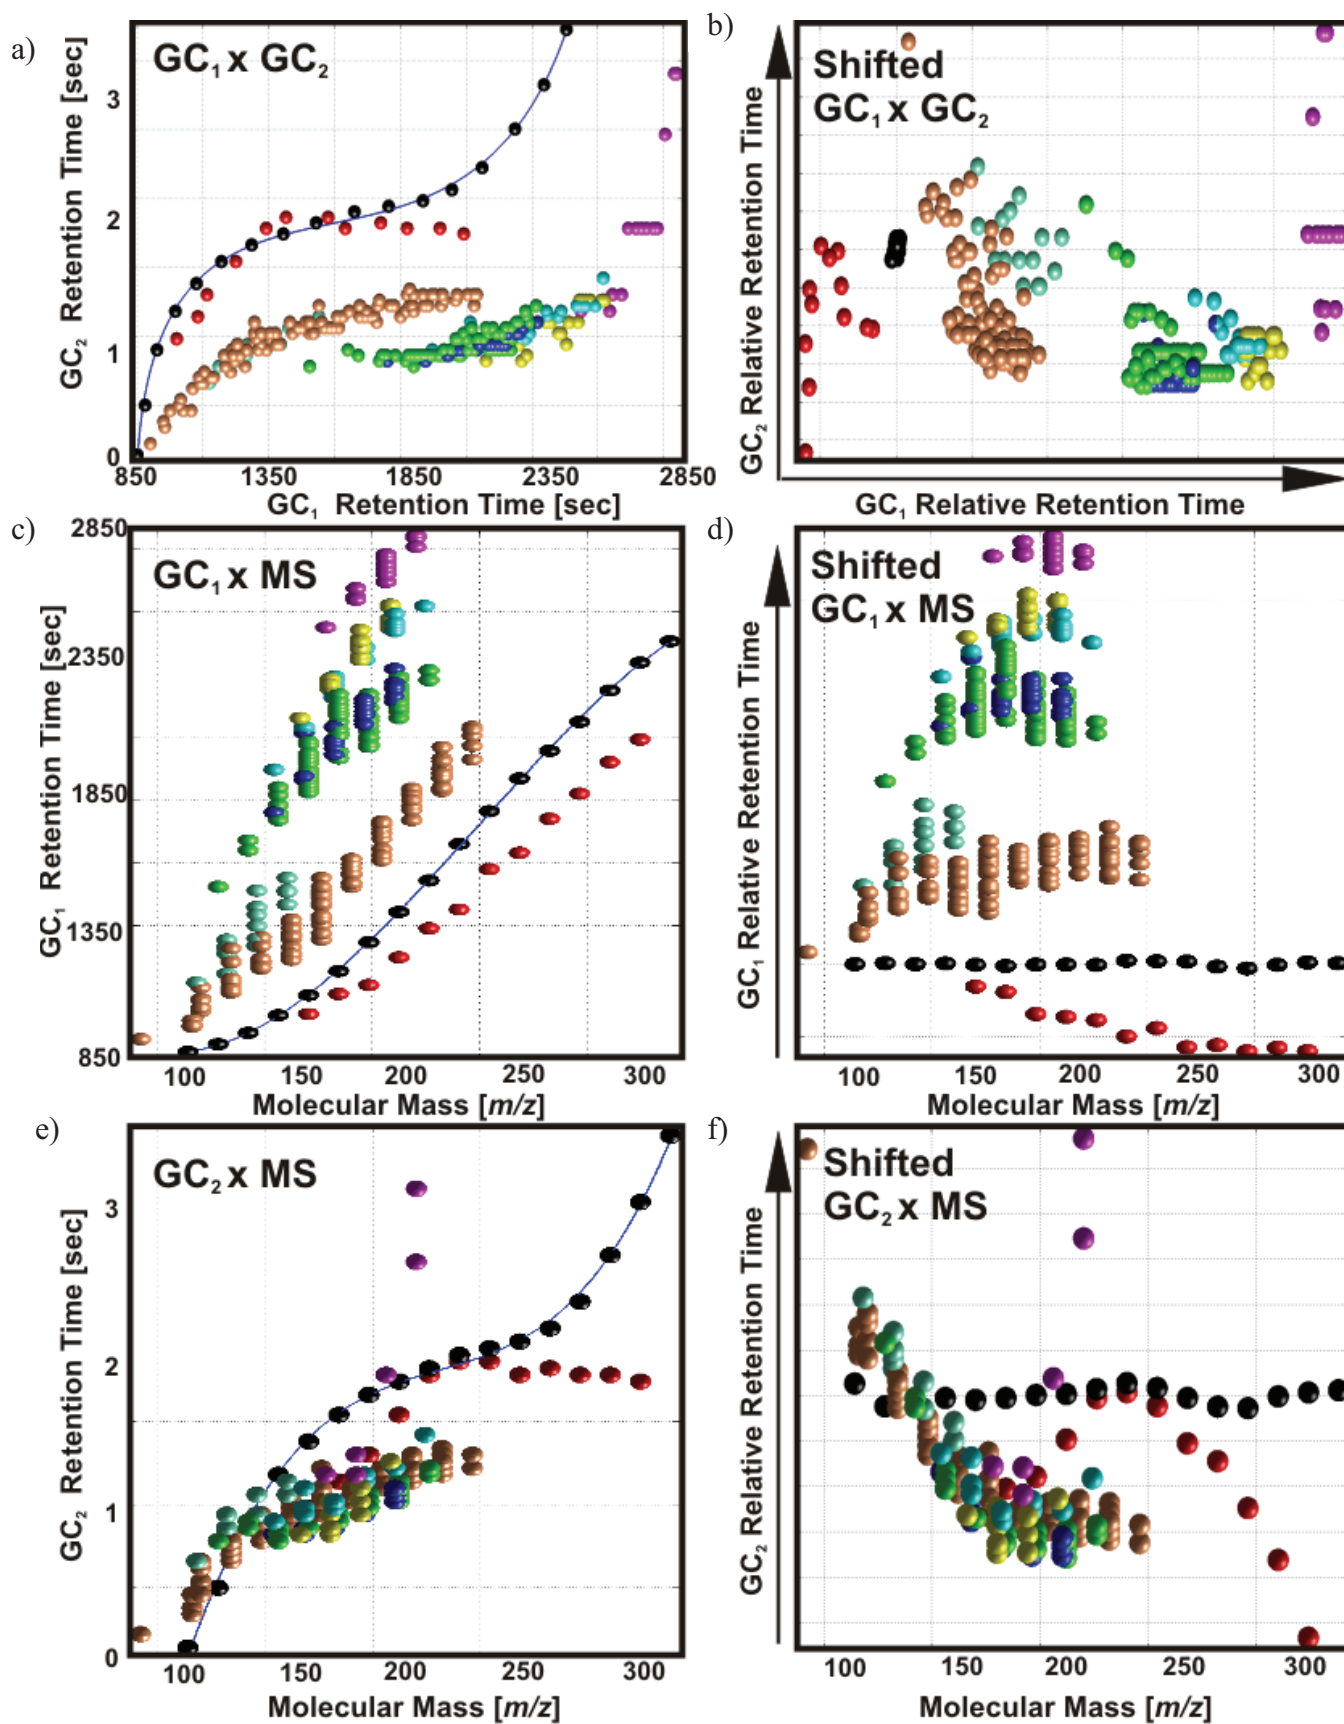 a)
GC₁ x GC₂
GC₂ Retention Time [sec]
3
2
1
0
850 1350 1850 2350 2850
GC₁ Retention Time [sec]
b)
Shifted
GC₁ x GC₂
GC₂ Relative Retention Time
GC₁ Relative Retention Time
c)
GC₁ x MS
GC₁ Retention Time [sec]
2850
2350
1850
1350
850
100 150 200 250 300
Molecular Mass [m/z]
d)
Shifted
GC₁ x MS
GC₁ Relative Retention Time
100 150 200 250 300
Molecular Mass [m/z]
e)
GC₂ x MS
GC₂ Retention Time [sec]
3
2
1
0
100 150 200 250 300
Molecular Mass [m/z]
f)
Shifted
GC₂ x MS
GC₂ Relative Retention Time
100 150 200 250 300
Molecular Mass [m/z]